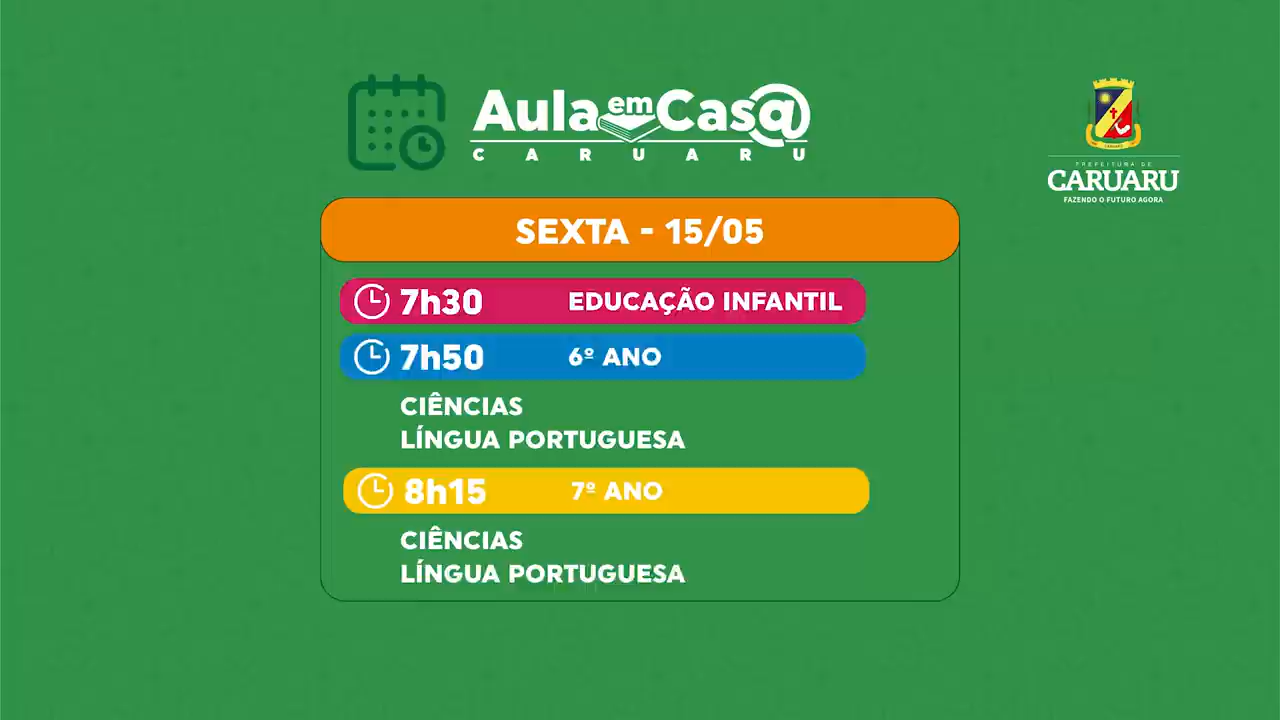 Aula em Cas@
CARUARU
PREFEITURA DE
CARUARU
FAZENDO O FUTURO AGORA
SEXTA - 15/05
7h30 EDUCAÇÃO INFANTIL
7h50 6º ANO
CIÊNCIAS
LÍNGUA PORTUGUESA
8h15 7º ANO
CIÊNCIAS
LÍNGUA PORTUGUESA